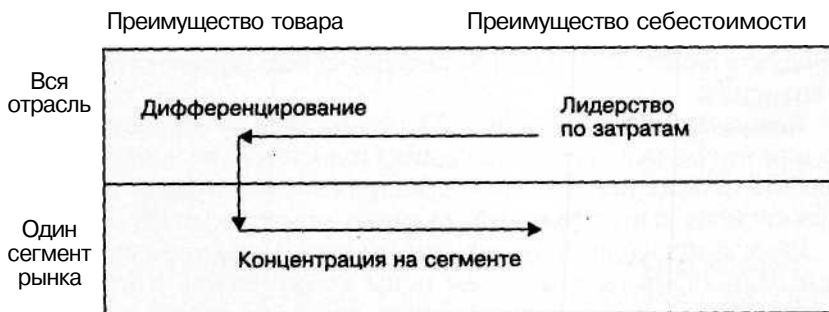 Преимущество товара Преимущество себестоимости
Вся
отрасль
Дифференцирование
Лидерство
по затратам
Один
сегмент
рынка
Концентрация на сегменте